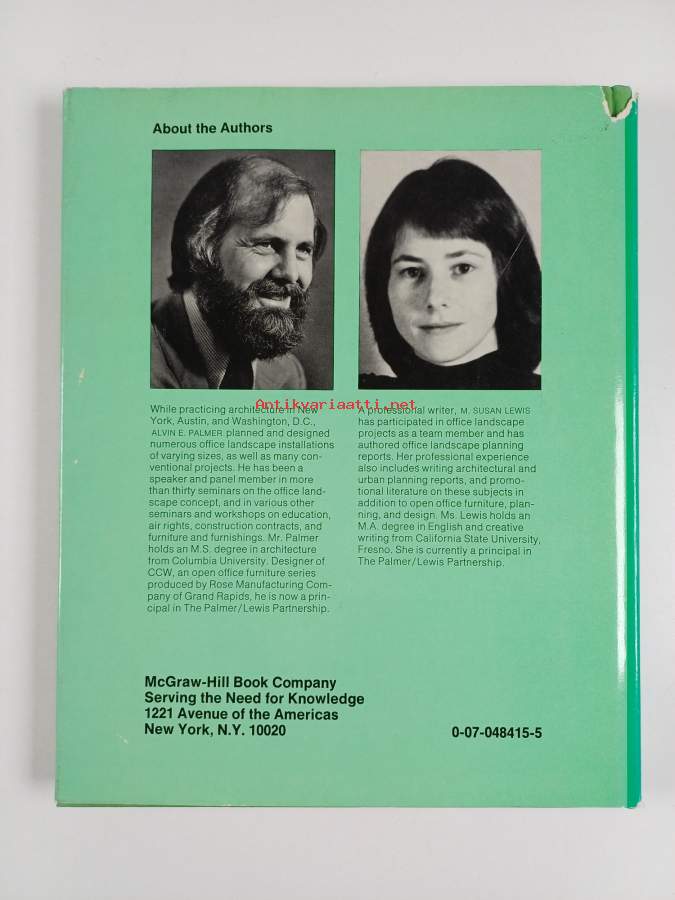 About the Authors
Antikvariaatti.net
While practicing architecture in New
York, Austin, and Washington, D.C.,
ALVIN E. PALMER planned and designed
numerous office landscape installations
of varying sizes, as well as many con-
ventional projects. He has been a
speaker and panel member in more
than thirty seminars on the office land-
scape concept, and in various other
seminars and workshops on education,
air rights, construction contracts, and
furniture and furnishings. Mr. Palmer
holds an M.S. degree in architecture
from Columbia University. Designer of
CCW, an open office furniture series
produced by Rose Manufacturing Com-
pany of Grand Rapids, he is now a prin-
cipal in The Palmer/Lewis Partnership.
A professional writer, M. SUSAN LEWIS
has participated in office landscape
projects as a team member and has
authored office landscape planning
reports. Her professional experience
also includes writing architectural and
urban planning reports, and promo-
tional literature on these subjects in
addition to open office furniture, plan-
ning, and design. Ms. Lewis holds an
M.A. degree in English and creative
writing from California State University,
Fresno. She is currently a principal in
The Palmer/Lewis Partnership.
McGraw-Hill Book Company
Serving the Need for Knowledge
1221 Avenue of the Americas
New York, N.Y. 10020
0-07-048415-5